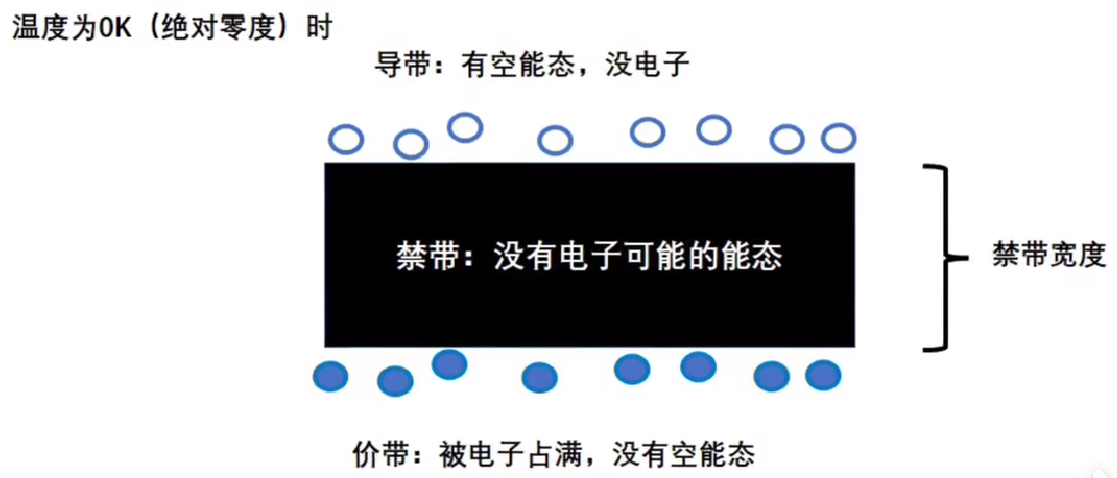 温度为0K（绝对零度）时
导带：有空能态，没电子
禁带：没有电子可能的能态
禁带宽度
价带：被电子占满，没有空能态